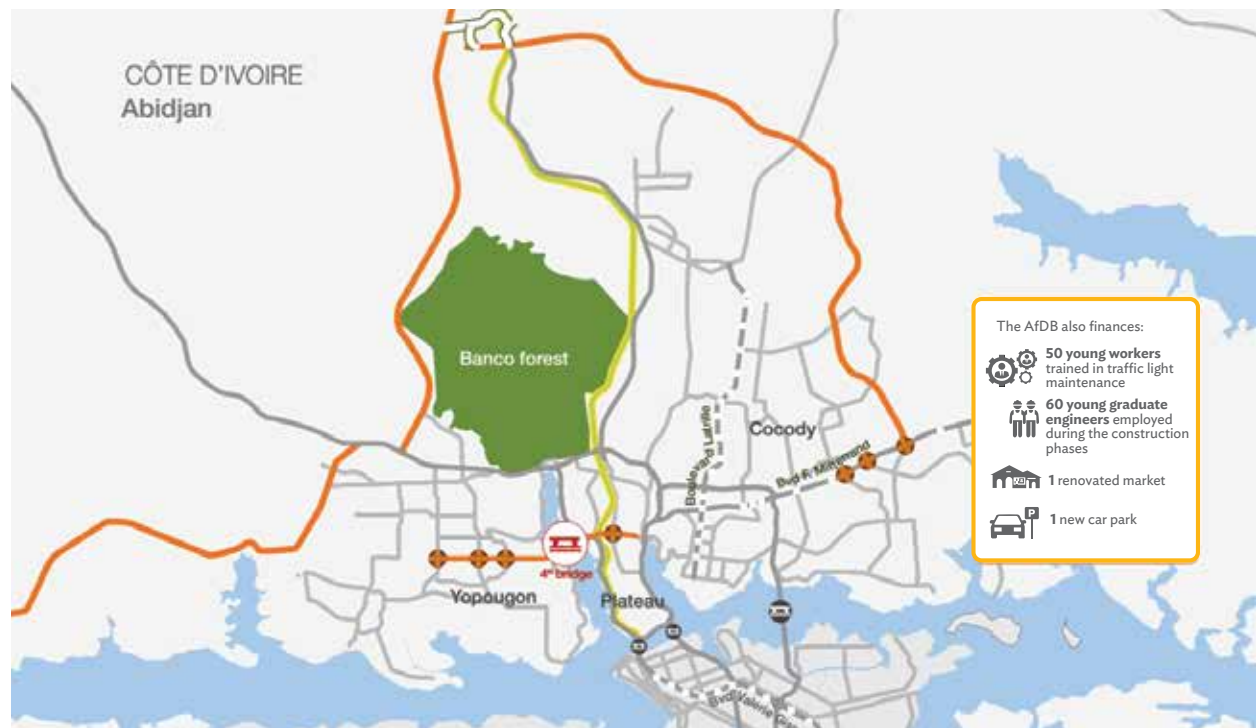 CÔTE D'IVOIRE
Abidjan
Banco forest
The AfDB also finances:
50 young workers
trained in traffic light
maintenance
60 young graduate
engineers employed
during the construction
phases
1 renovated market
1 new car park
P
Cocody
Boulevard Latrille
Bvd F. Mitterrand
4th bridge
Yopougon
Plateau
Bvd Valerie